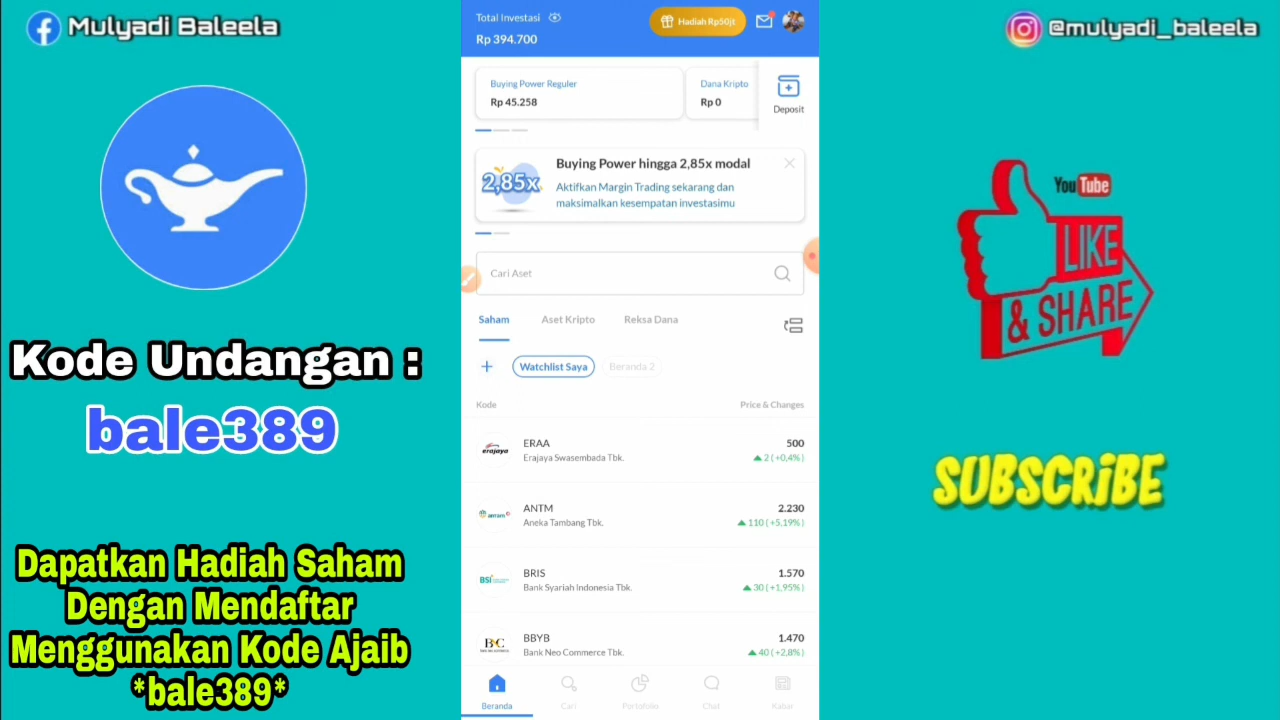 Mulyadi Baleela
Kode Undangan :
bale389
Dapatkan Hadiah Saham
Dengan Mendaftar
Menggunakan Kode Ajaib
*bale389*
Total Investasi
Rp 394.700
Hadiah Rp50jt
Buying Power Reguler
Rp 45.258
Dana Kripto
Rp 0
Deposit
2,85x
Buying Power hingga 2,85x modal
Aktifkan Margin Trading sekarang dan
maksimalkan kesempatan investasimu
Cari Aset
Saham Aset Kripto Reksa Dana
+ Watchlist Saya Beranda 2
Kode Price & Changes
erajaya
ERAA 500
Erajaya Swasembada Tbk. 2 ( +0,4% )
antam
ANTM 2.230
Aneka Tambang Tbk. 110 ( +5,19% )
BSI
BRIS 1.570
Bank Syariah Indonesia Tbk. 30 ( +1,95% )
BNC
BBYB 1.470
Bank Neo Commerce Tbk. 40 ( +2,8% )
Beranda Cari Portofolio Chat Kabar
@mulyadi_baleela
YouTube
LIKE
& SHARE
SUBSCRiBE